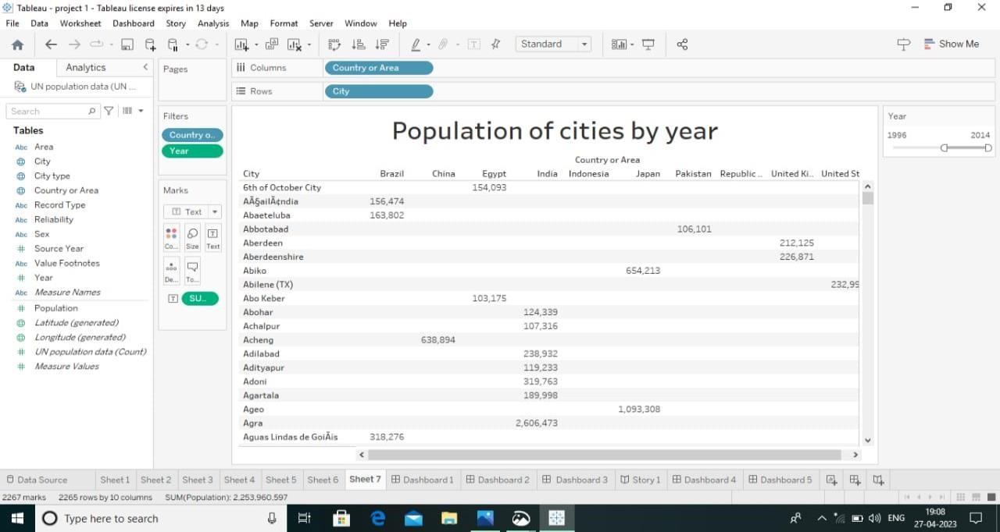 Tableau - project 1 - Tableau license expires in 13 days
File Data Worksheet Dashboard Story Analysis Map Format Server Window Help
Standard Show Me
Data Analytics
UN population data (UN ...
Search
Tables
Abc Area
City
City type
Country or Area
Abc Record Type
Abc Reliability
Abc Sex
# Source Year
Abc Value Footnotes
# Year
Abc Measure Names
# Population
Latitude (generated)
Longitude (generated)
# UN population data (Count)
# Measure Values
Pages
Filters
Country o..
Year
Marks
T Text
Co... Size Text
De... To...
T SU..
Columns Country or Area
Rows City
Population of cities by year
Country or Area
City Brazil China Egypt India Indonesia Japan Pakistan Republic .. United Ki.. United St
6th of October City 154,093
AÃ§ailÃ¢ndia 156,474
Abaeteluba 163,802
Abbotabad 106,101
Aberdeen 212,125
Aberdeenshire 226,871
Abiko 654,213
Abilene (TX) 232,99
Abo Keber 103,175
Abohar 124,339
Achalpur 107,316
Acheng 638,894
Adilabad 238,932
Adityapur 119,233
Adoni 319,763
Agartala 189,998
Ageo 1,093,308
Agra 2,606,473
Aguas Lindas de GoiÃis 318,276
Year
1996 2014
Data Source Sheet 1 Sheet 2 Sheet 3 Sheet 4 Sheet 5 Sheet 6 Sheet 7 Dashboard 1 Dashboard 2 Dashboard 3 Story 1 Dashboard 4 Dashboard 5
2267 marks 2265 rows by 10 columns SUM(Population): 2,253,960,597
Type here to search
ENG
19:08
27-04-2023